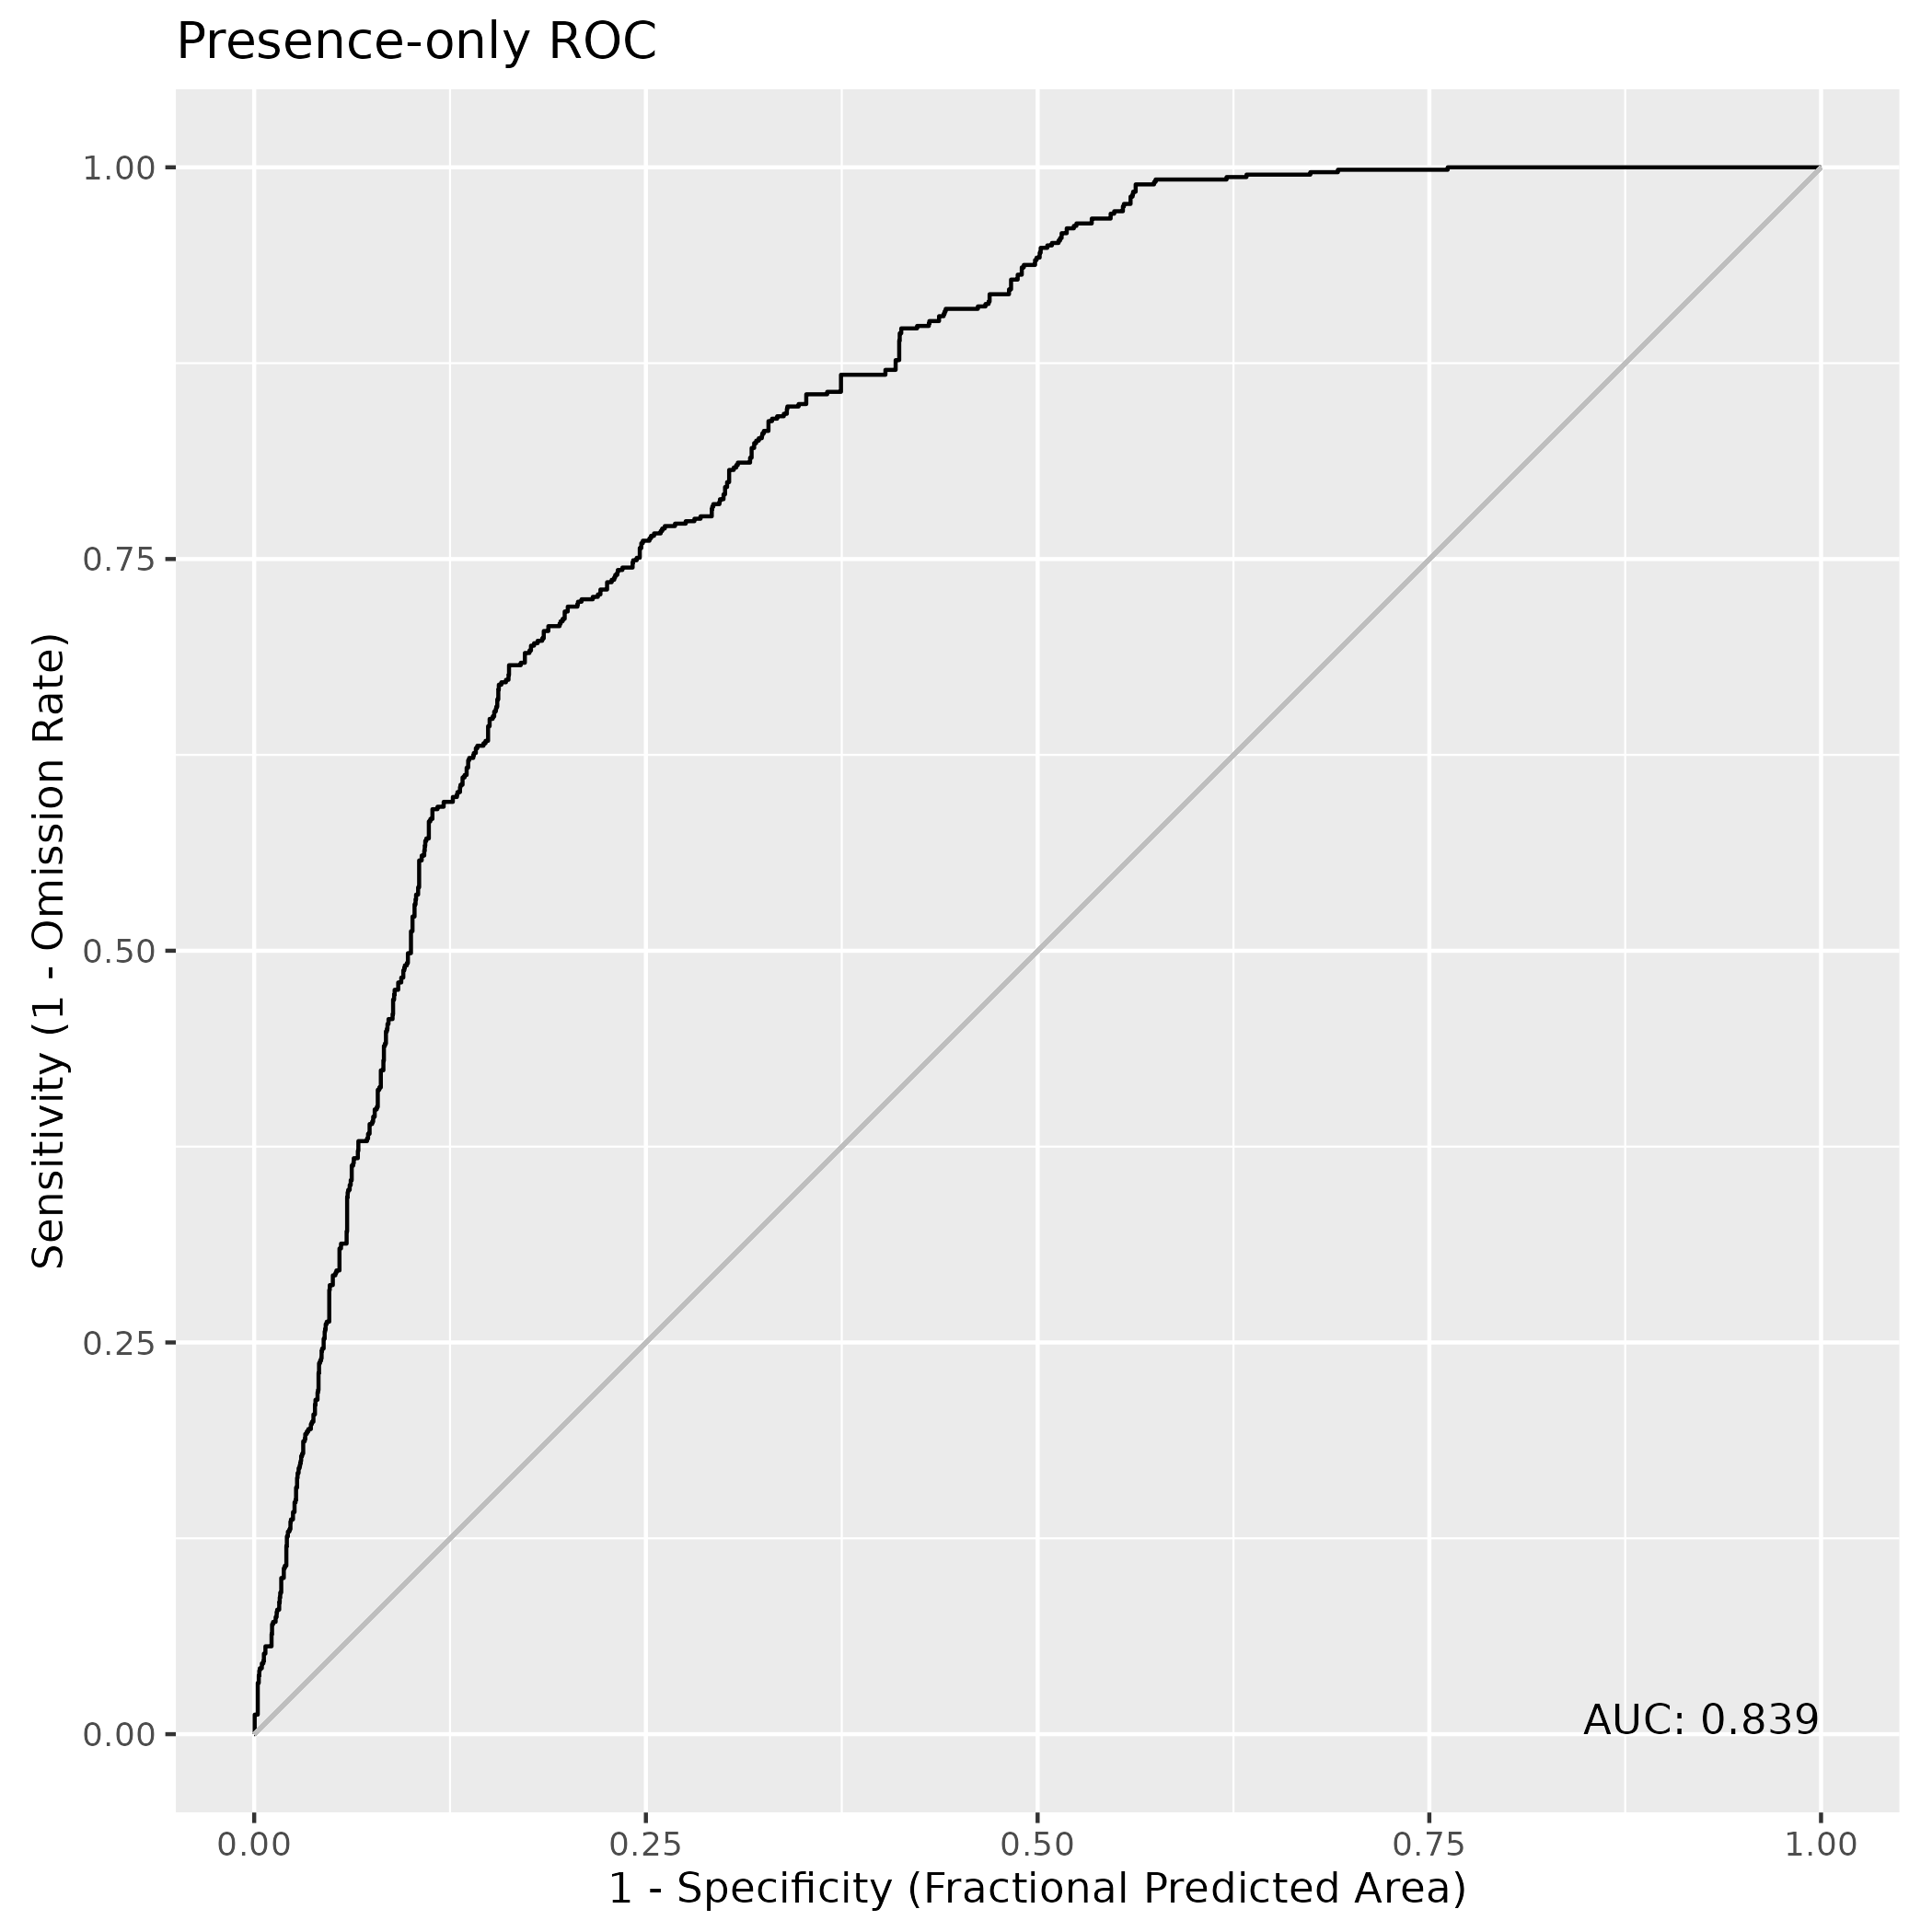 Presence-only ROC
Sensitivity (1 - Omission Rate)
1.00
0.75
0.50
0.25
0.00
AUC: 0.839
0.00 0.25 0.50 0.75 1.00
1 - Specificity (Fractional Predicted Area)